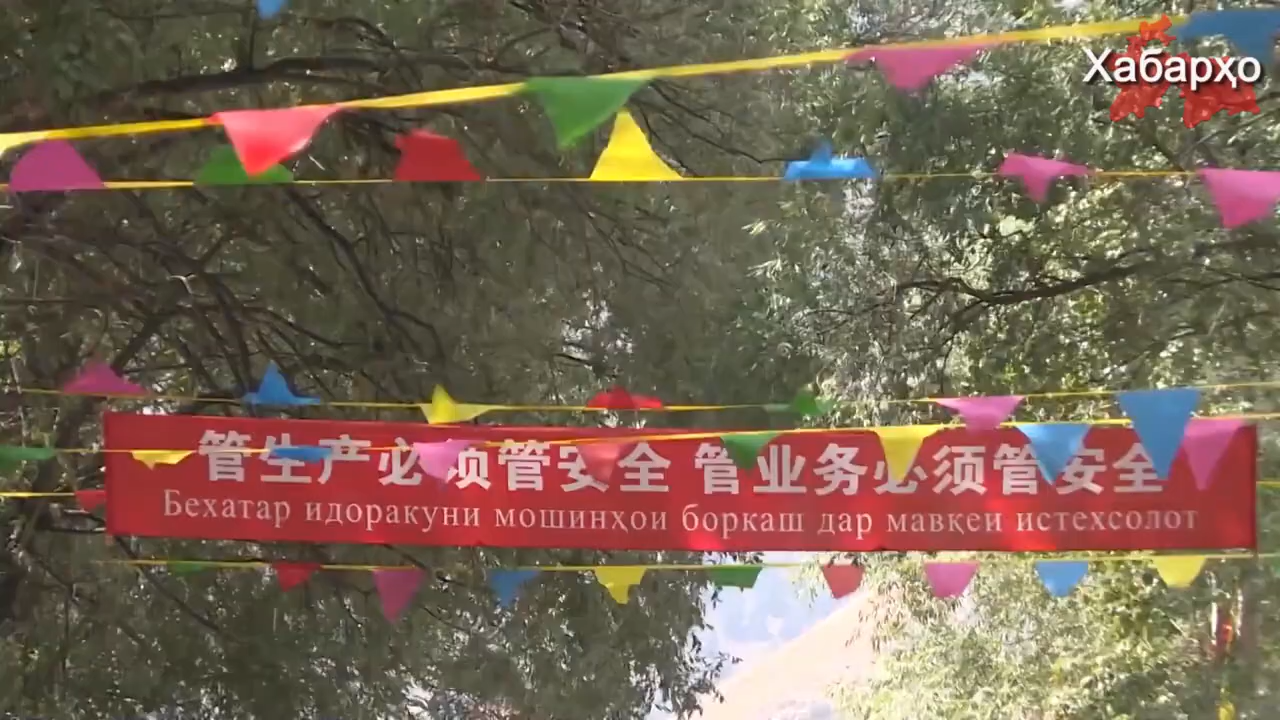 Хабарҳо
管生产必须管安全 管业务必须管安全
Бехатар идоракуни мошинҳои боркаш дар мавқеи истехсолот